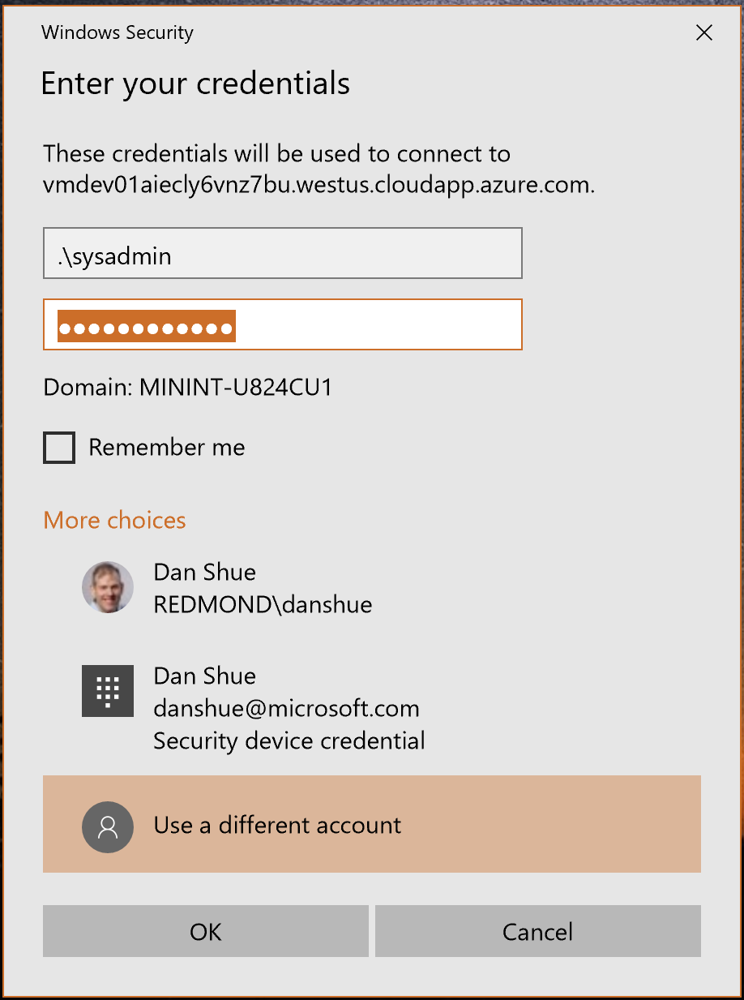 Windows Security
Enter your credentials
These credentials will be used to connect to
vmdev01aiecly6vnz7bu.westus.cloudapp.azure.com.
.\sysadmin
●●●●●●●●●●●●
Domain: MININT-U824CU1
Remember me
More choices
Dan Shue
REDMOND\danshue
Dan Shue
danshue@microsoft.com
Security device credential
Use a different account
OK Cancel